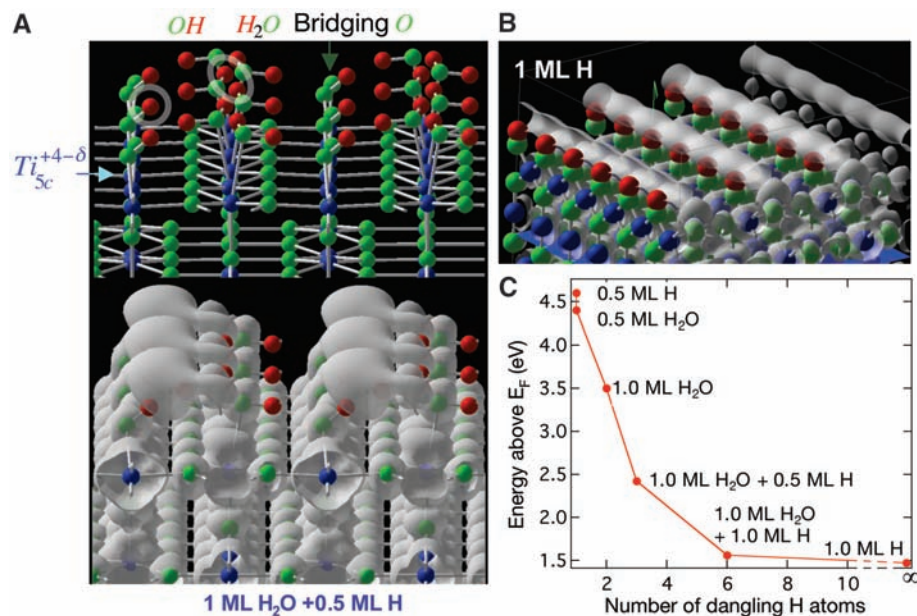 A
OH H₂O Bridging O
Ti₅c⁺⁴⁻δ
1 ML H₂O +0.5 ML H
B
1 ML H
C
Energy above E_F (eV)
4.5
4.0
3.5
3.0
2.5
2.0
1.5
0.5 ML H
0.5 ML H₂O
1.0 ML H₂O
1.0 ML H₂O + 0.5 ML H
1.0 ML H₂O
+ 1.0 ML H
1.0 ML H
2 4 6 8 10 ∞
Number of dangling H atoms